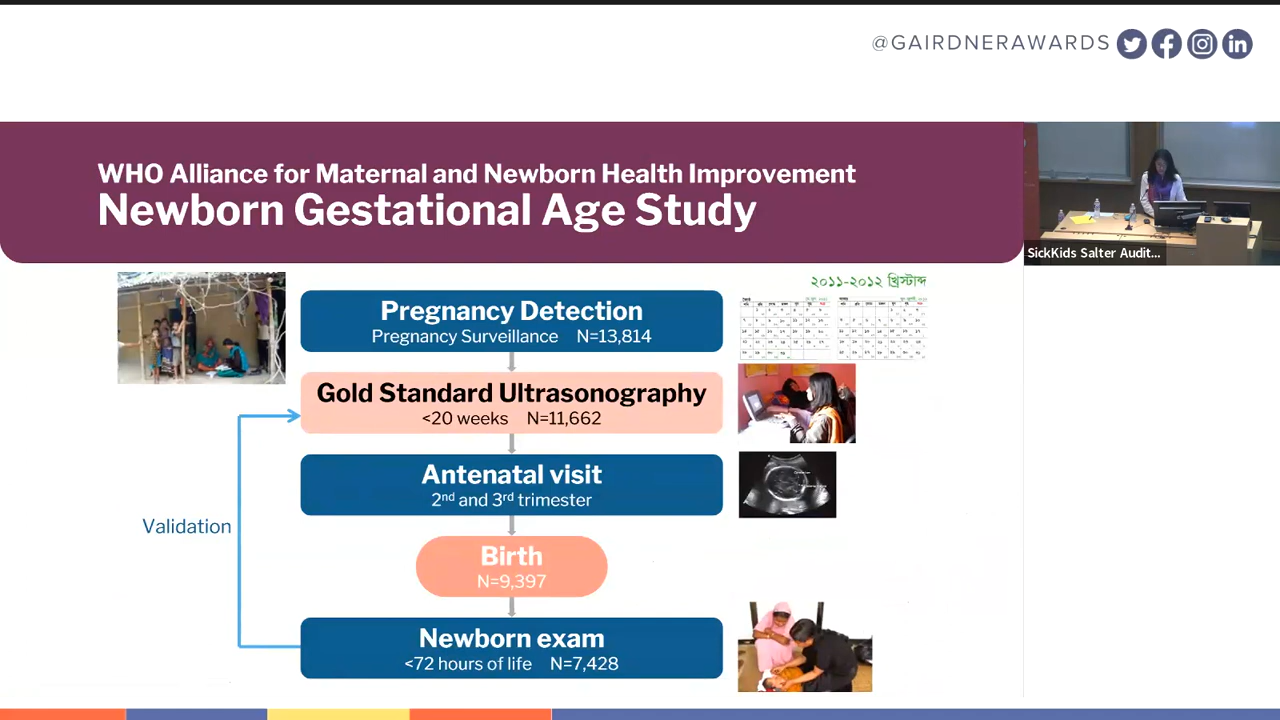 @GAIRDNERAWARDS
WHO Alliance for Maternal and Newborn Health Improvement
Newborn Gestational Age Study
SickKids Salter Audit...
২০১১-২০১২ খ্রিস্টাব্দ
Pregnancy Detection
Pregnancy Surveillance N=13,814
Gold Standard Ultrasonography
<20 weeks N=11,662
Antenatal visit
2nd and 3rd trimester
Validation
Birth
N=9,397
Newborn exam
<72 hours of life N=7,428